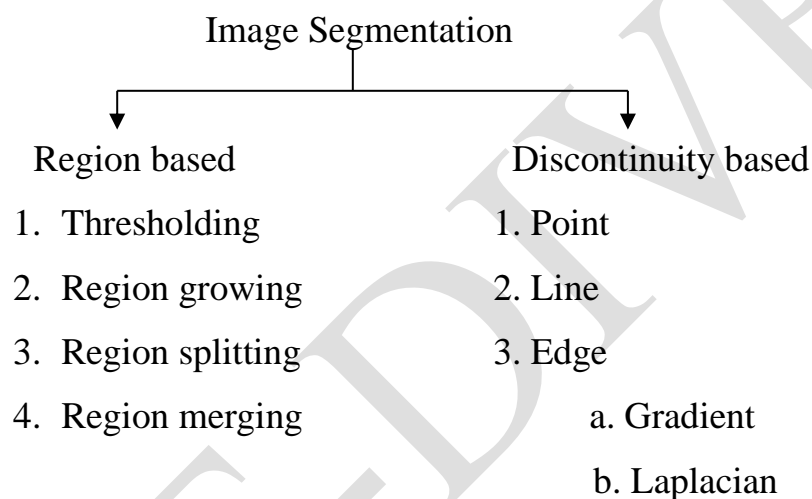 Image Segmentation
Region based
1. Thresholding
2. Region growing
3. Region splitting
4. Region merging
Discontinuity based
1. Point
2. Line
3. Edge
a. Gradient
b. Laplacian